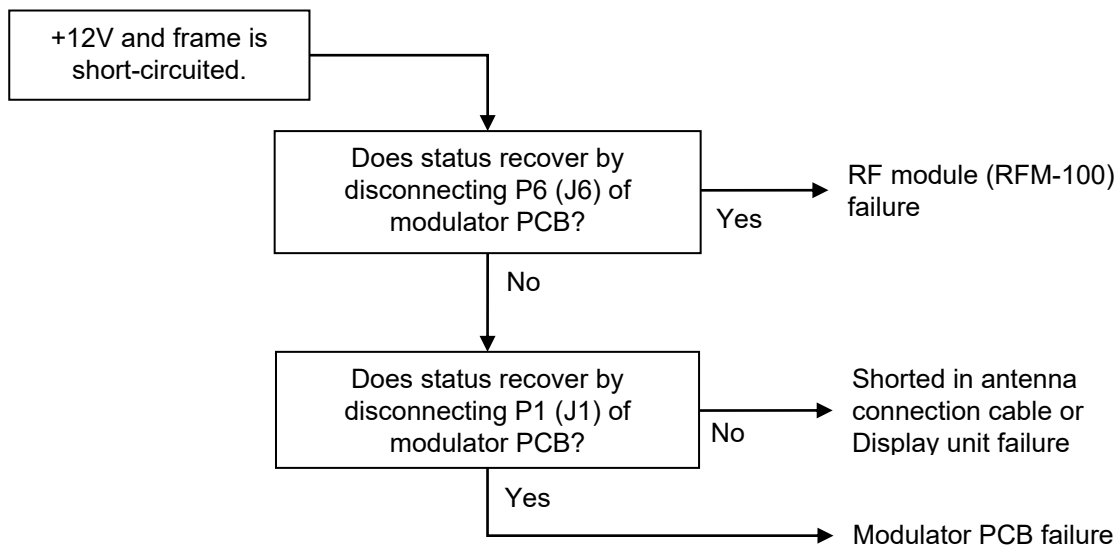 +12V and frame is
short-circuited.
Does status recover by
disconnecting P6 (J6) of
modulator PCB?
Yes
RF module (RFM-100)
failure
No
Does status recover by
disconnecting P1 (J1) of
modulator PCB?
No
Shorted in antenna
connection cable or
Display unit failure
Yes
Modulator PCB failure